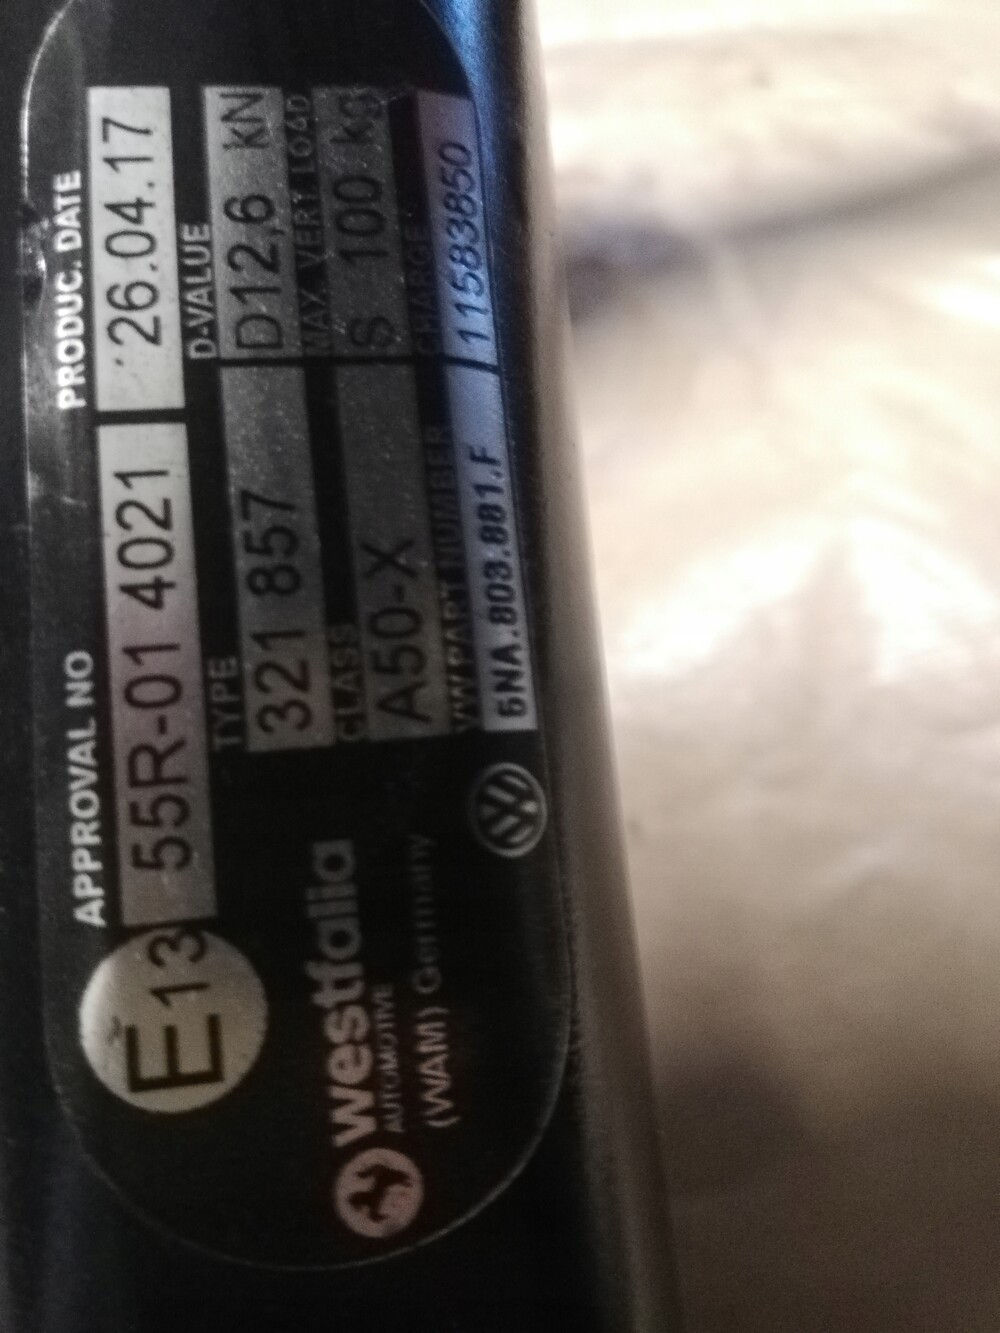 APPROVAL NO PRODUC. DATE
E13 55R-01 4021 26.04.17
TYPE D-VALUE
321 857 D12,6 kN
CLASS MAX VERT LOAD
A50-X S 100 kg
VW PART NUMBER CHARGE
5NA.803.881.F 11583850
westfalia
AUTOMOTIVE
(WAM) Germany